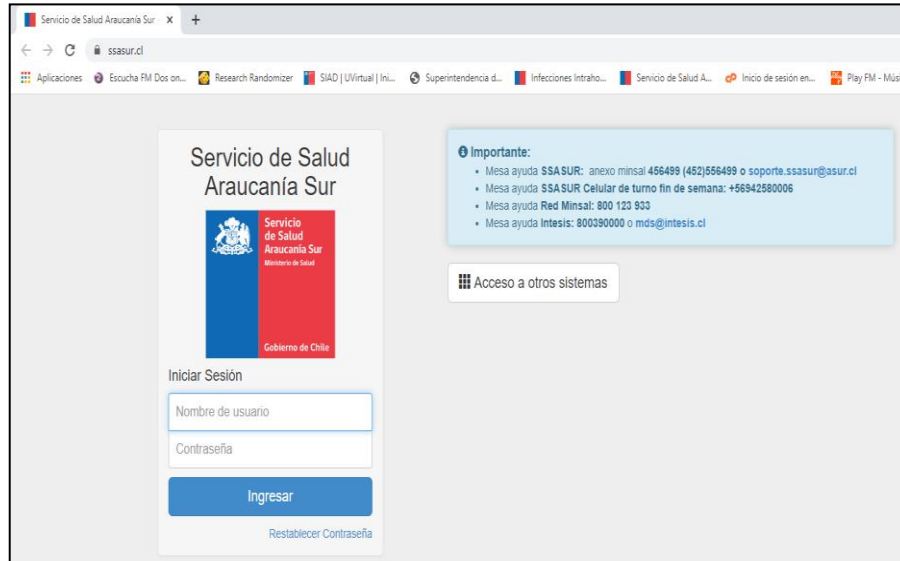 Servicio de Salud Araucanía Sur
ssasur.cl
Aplicaciones Escucha FM Dos on... Research Randomizer SIAD | UVirtual | Ini... Superintendencia d... Infecciones Intraho... Servicio de Salud A... Inicio de sesión en... Play FM - Músi
Servicio de Salud
Araucanía Sur
Servicio
de Salud
Araucanía Sur
Ministerio de Salud
Gobierno de Chile
Iniciar Sesión
Nombre de usuario
Contraseña
Ingresar
Restablecer Contraseña
Importante:
Mesa ayuda SSASUR: anexo minsal 456499 (452)556499 o soporte.ssasur@asur.cl
Mesa ayuda SSASUR Celular de turno fin de semana: +56942580006
Mesa ayuda Red Minsal: 800 123 933
Mesa ayuda Intesis: 800390000 o mds@intesis.cl
Acceso a otros sistemas